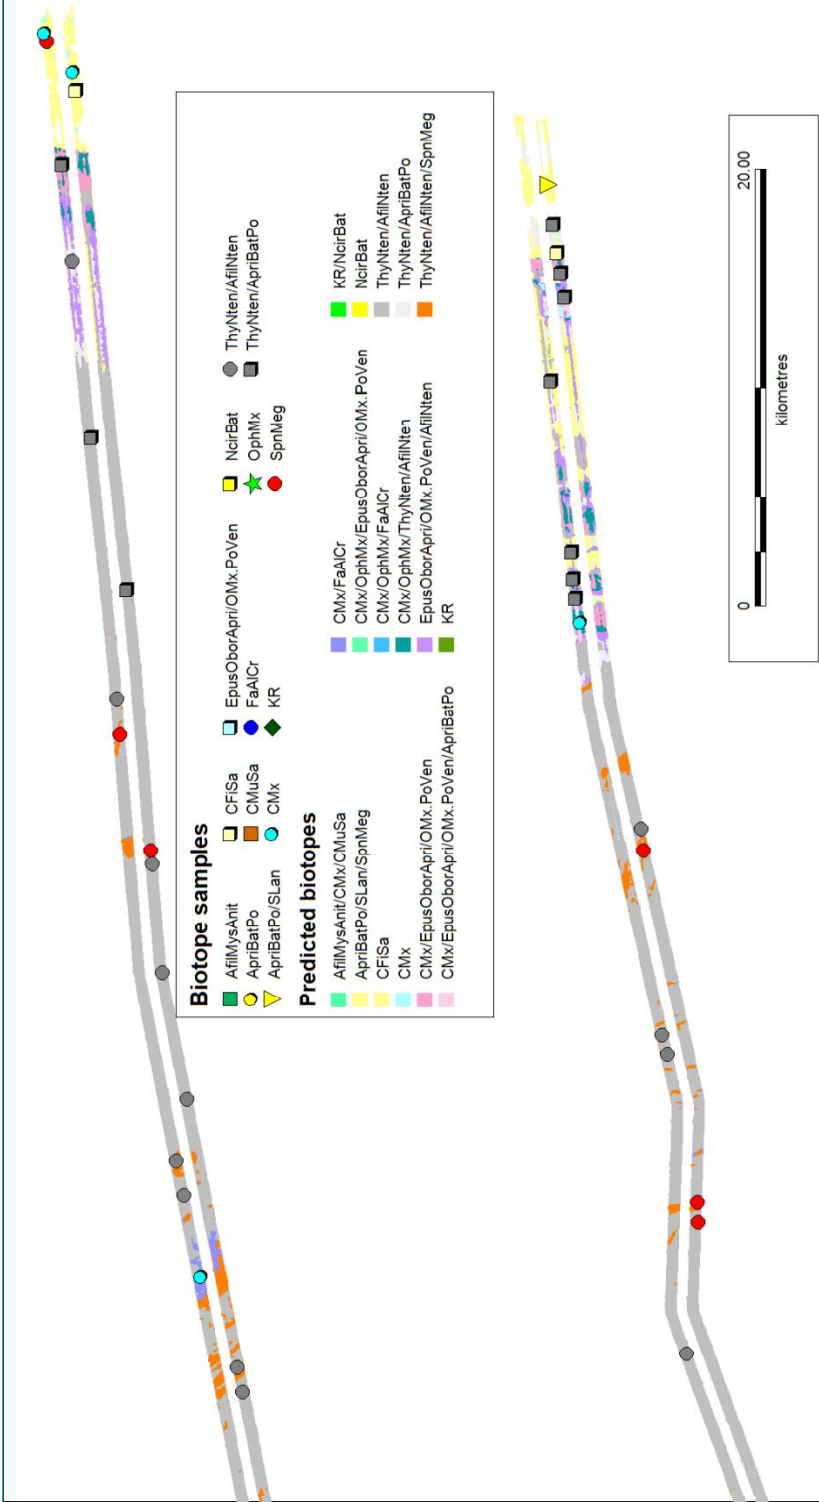 Biotope samples
AfilMysAnit
ApriBatPo
ApriBatPo/SLan
CFiSa
CMuSa
CMx
EpusOborApri/OMx.PoVen
FaAlCr
KR
NcirBat
OphMx
SpnMeg
ThyNten/AfilNten
ThyNten/ApriBatPo
Predicted biotopes
AfilMysAnit/CMx/CMuSa
ApriBatPo/SLan/SpnMeg
CFiSa
CMx
CMx/EpusOborApri/OMx.PoVen
CMx/EpusOborApri/OMx.PoVen/ApriBatPo
CMx/FaAlCr
CMx/OphMx/EpusOborApri/0Mx.PoVen
CMx/OphMx/FaAlCr
CMx/OphMx/ThyNten/AfilNten
EpusOborApri/OMx.PoVen/AfilNten
KR
KR/NcirBat
NcirBat
ThyNten/AfilNten
ThyNten/ApriBatPo
ThyNten/AfilNten/SpnMeg
0
20.00
kilometres